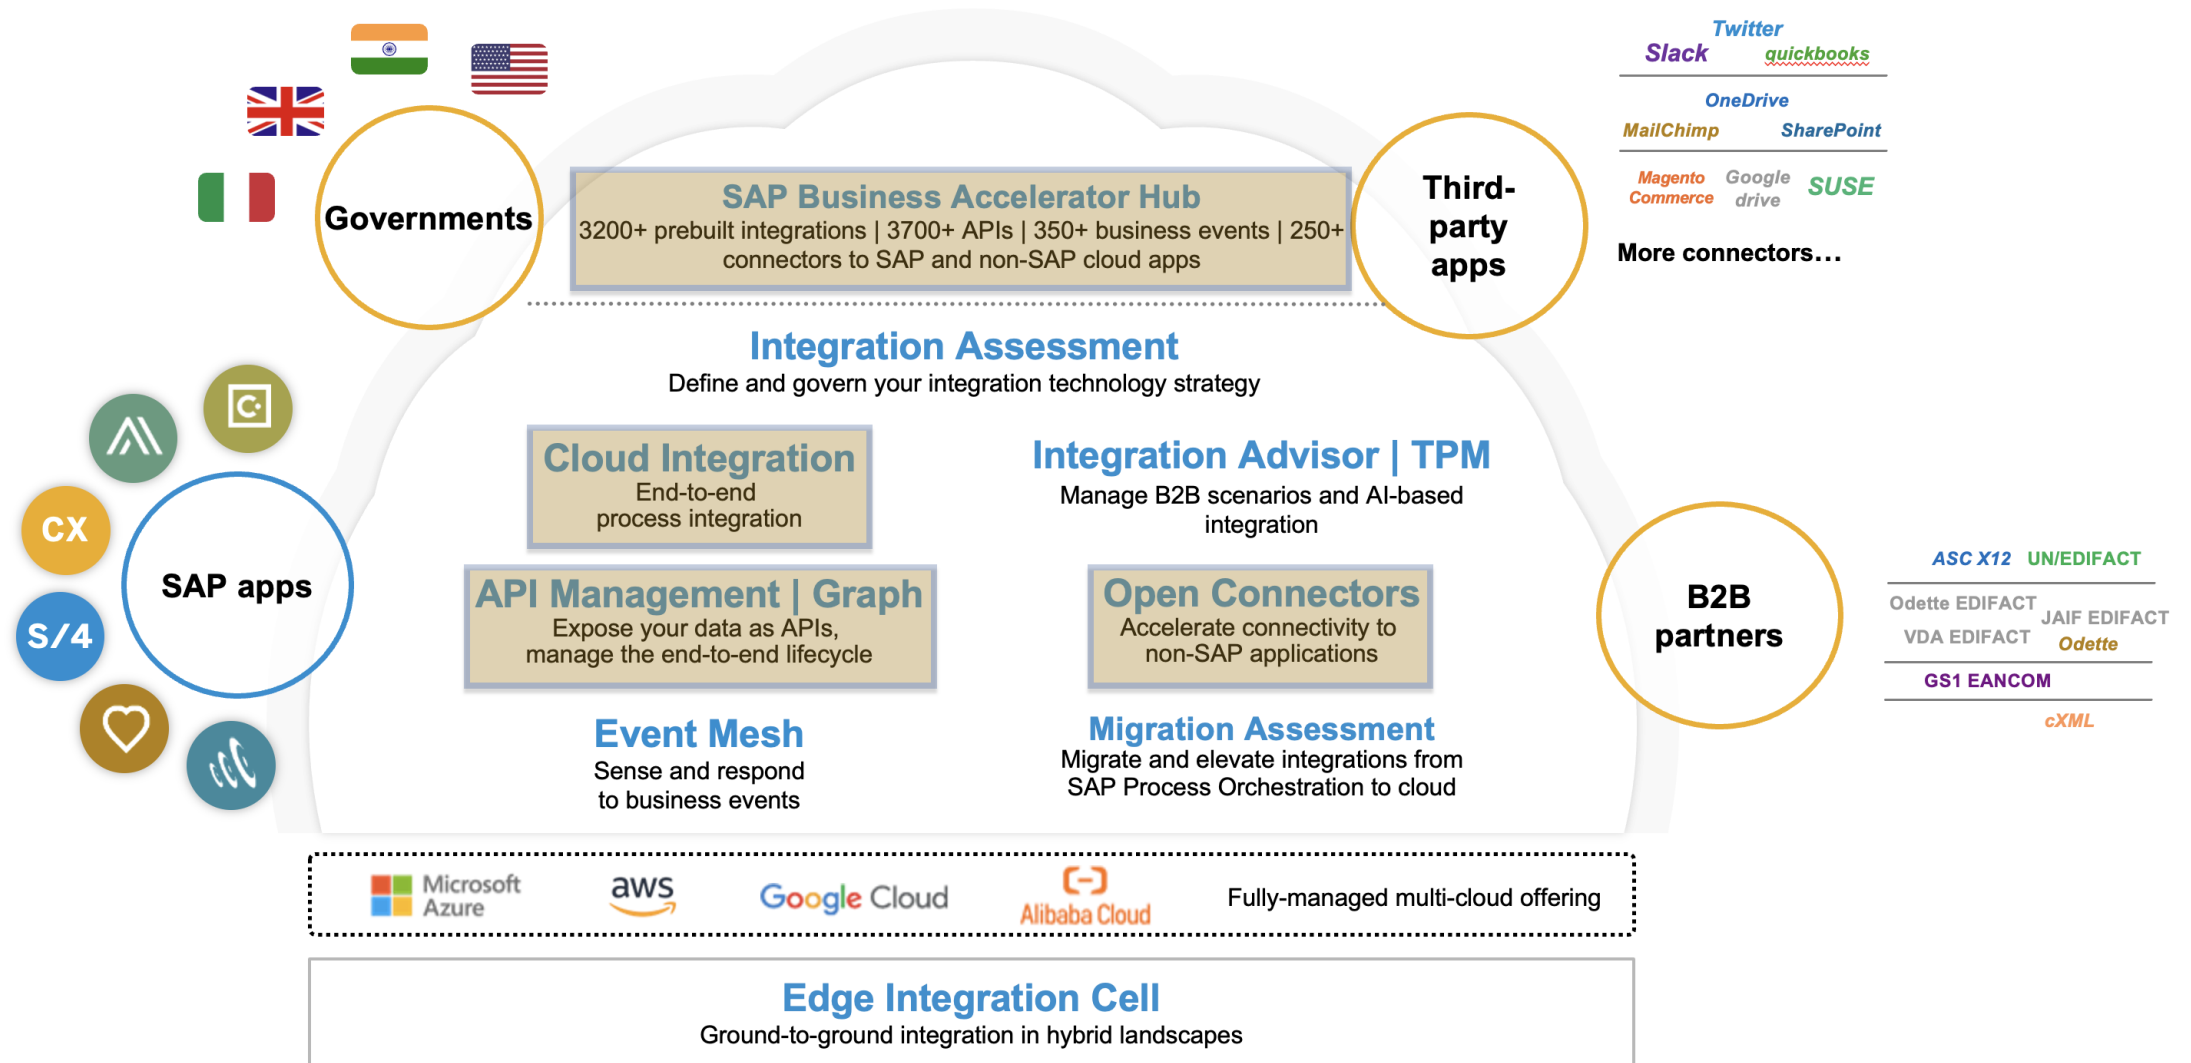 Twitter
Slack quickbooks
OneDrive
MailChimp SharePoint
Magento Commerce
Google drive
SUSE
More connectors...
Governments
SAP Business Accelerator Hub
3200+ prebuilt integrations | 3700+ APIs | 350+ business events | 250+
connectors to SAP and non-SAP cloud apps
Third-
party
apps
Integration Assessment
Define and govern your integration technology strategy
C
CX
S/4
SAP apps
Cloud Integration
End-to-end
process integration
Integration Advisor | TPM
Manage B2B scenarios and AI-based
integration
API Management | Graph
Expose your data as APIs,
manage the end-to-end lifecycle
Open Connectors
Accelerate connectivity to
non-SAP applications
Event Mesh
Sense and respond
to business events
Migration Assessment
Migrate and elevate integrations from
SAP Process Orchestration to cloud
B2B
partners
ASC X12 UN/EDIFACT
Odette EDIFACT JAIF EDIFACT
VDA EDIFACT Odette
GS1 EANCOM
cXML
Microsoft
Azure
aws
Google Cloud
Alibaba Cloud
Fully-managed multi-cloud offering
Edge Integration Cell
Ground-to-ground integration in hybrid landscapes